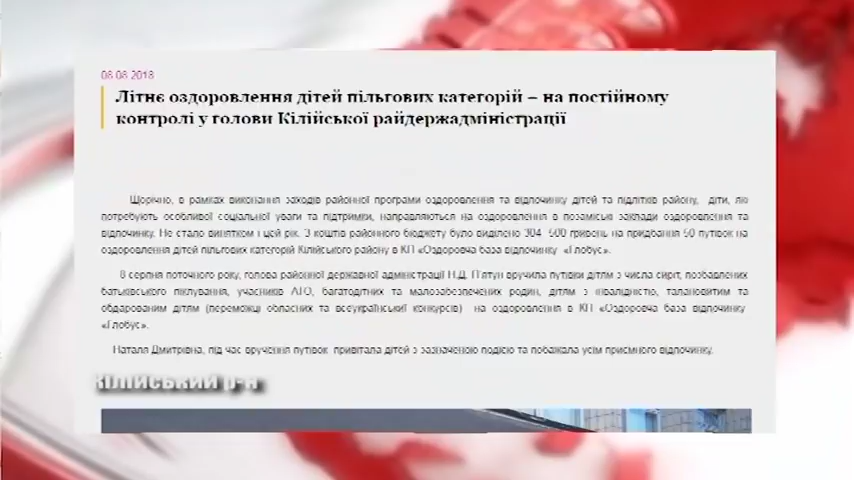 08.08.2018
Літнє оздоровлення дітей пільгових категорій – на постійному
контролі у голови Кілійської райдержадміністрації
Щорічно, в рамках виконання заходів районної програми оздоровлення та відпочинку дітей та підлітків району, діти, які
потребують особливої соціальної уваги та підтримки, направляються на оздоровлення в позаміські заклади оздоровлення та
відпочинку. Не стало винятком і цей рік. З коштів районного бюджету було виділено 304 500 гривень на придбання 50 путівок на
оздоровлення дітей пільгових категорій Кілійського району в КП «Оздоровча база відпочинку «Глобус».
8 серпня поточного року, голова районної державної адміністрації Н.Д. П'ятун вручила путівки дітям з числа сиріт, позбавлених
батьківського піклування, учасників АТО, багатодітних та малозабезпечених родин, дітям з інвалідністю, талановитим та
обдарованим дітям (переможці обласних та всеукраїнської конкурсів) на оздоровлення в КП «Оздоровча база відпочинку
«Глобус».
Наталя Дмитрівна, під час вручення путівок привітала дітей з зазначеною подією та побажала усім приємного відпочинку.
Кілійський р-н